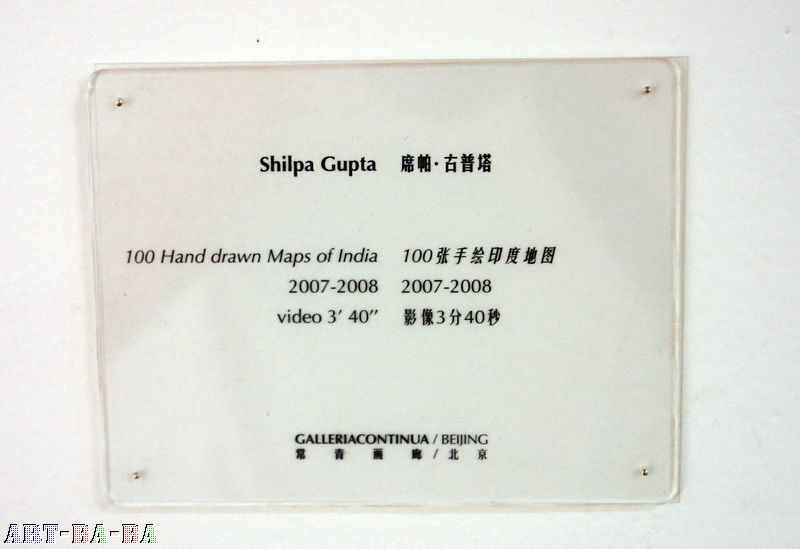 Shilpa Gupta 席帕·古普塔
100 Hand drawn Maps of India 100张手绘印度地图
2007-2008 2007-2008
video 3' 40'' 影像3分40秒
GALLERIACONTINUA / BEIJING
常青画廊/北京
ART-BA-BA